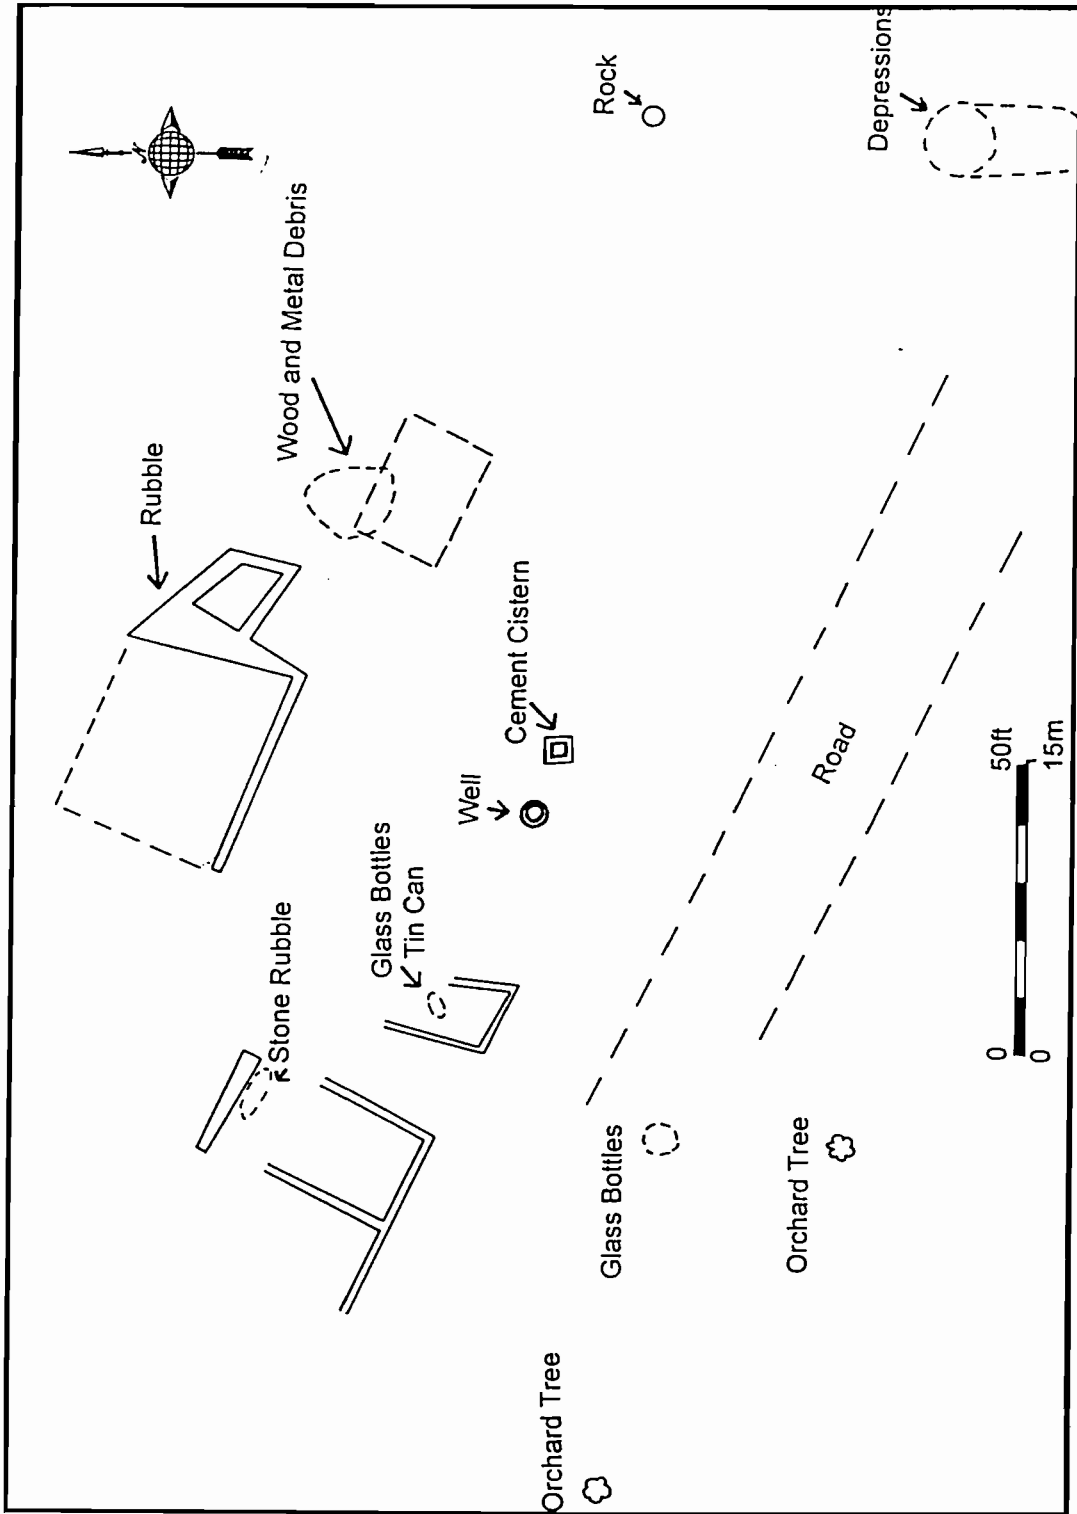 Rock
Depressions
Wood and Metal Debris
Rubble
Cement Cistern
Well
Glass Bottles
Tin Can
Stone Rubble
Road
50ft
15m
0
0
Glass Bottles
Orchard Tree
Orchard Tree
N